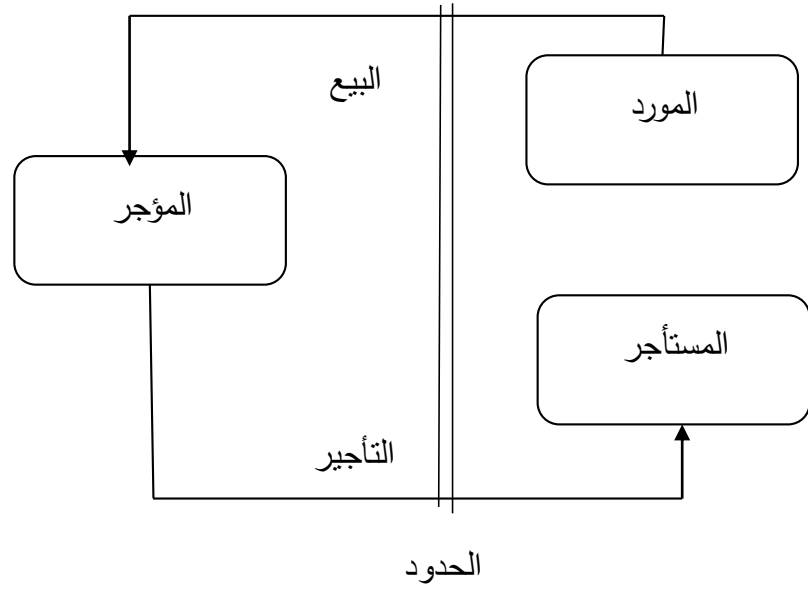 المورد
البيع
المؤجر
المستأجر
التأجير
الحدود